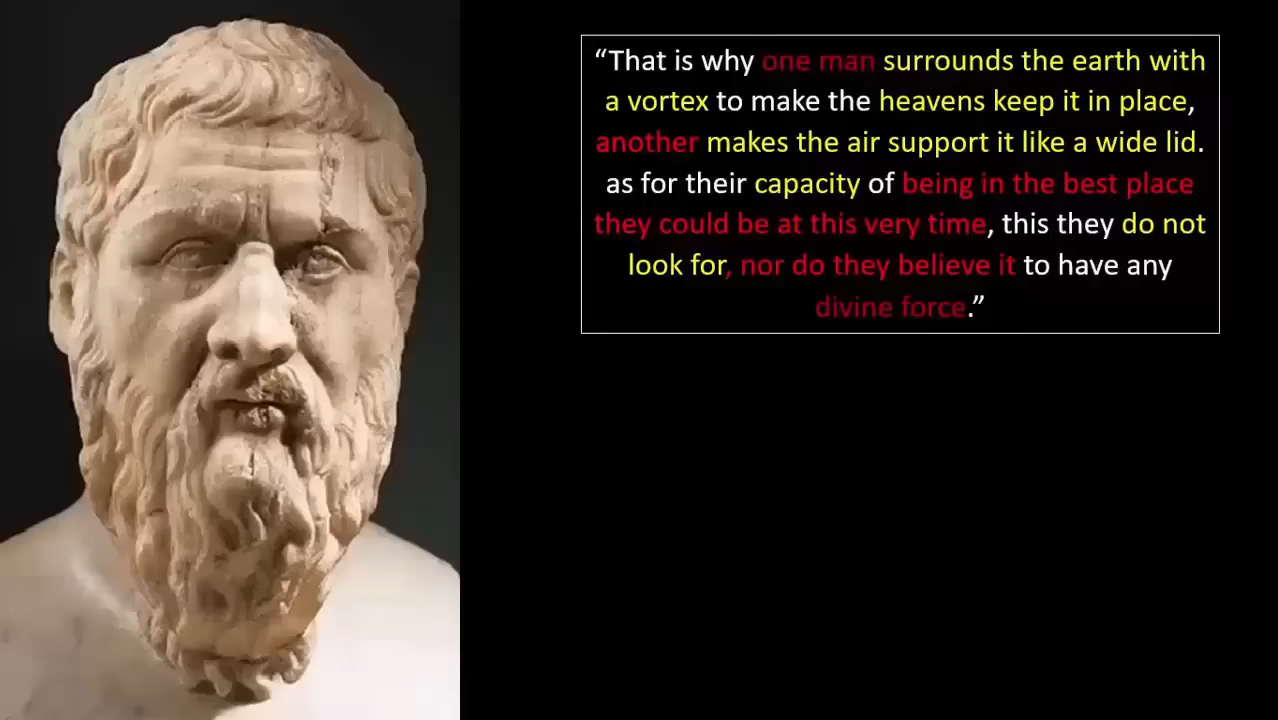 “That is why one man surrounds the earth with
a vortex to make the heavens keep it in place,
another makes the air support it like a wide lid.
as for their capacity of being in the best place
they could be at this very time, this they do not
look for, nor do they believe it to have any
divine force.”